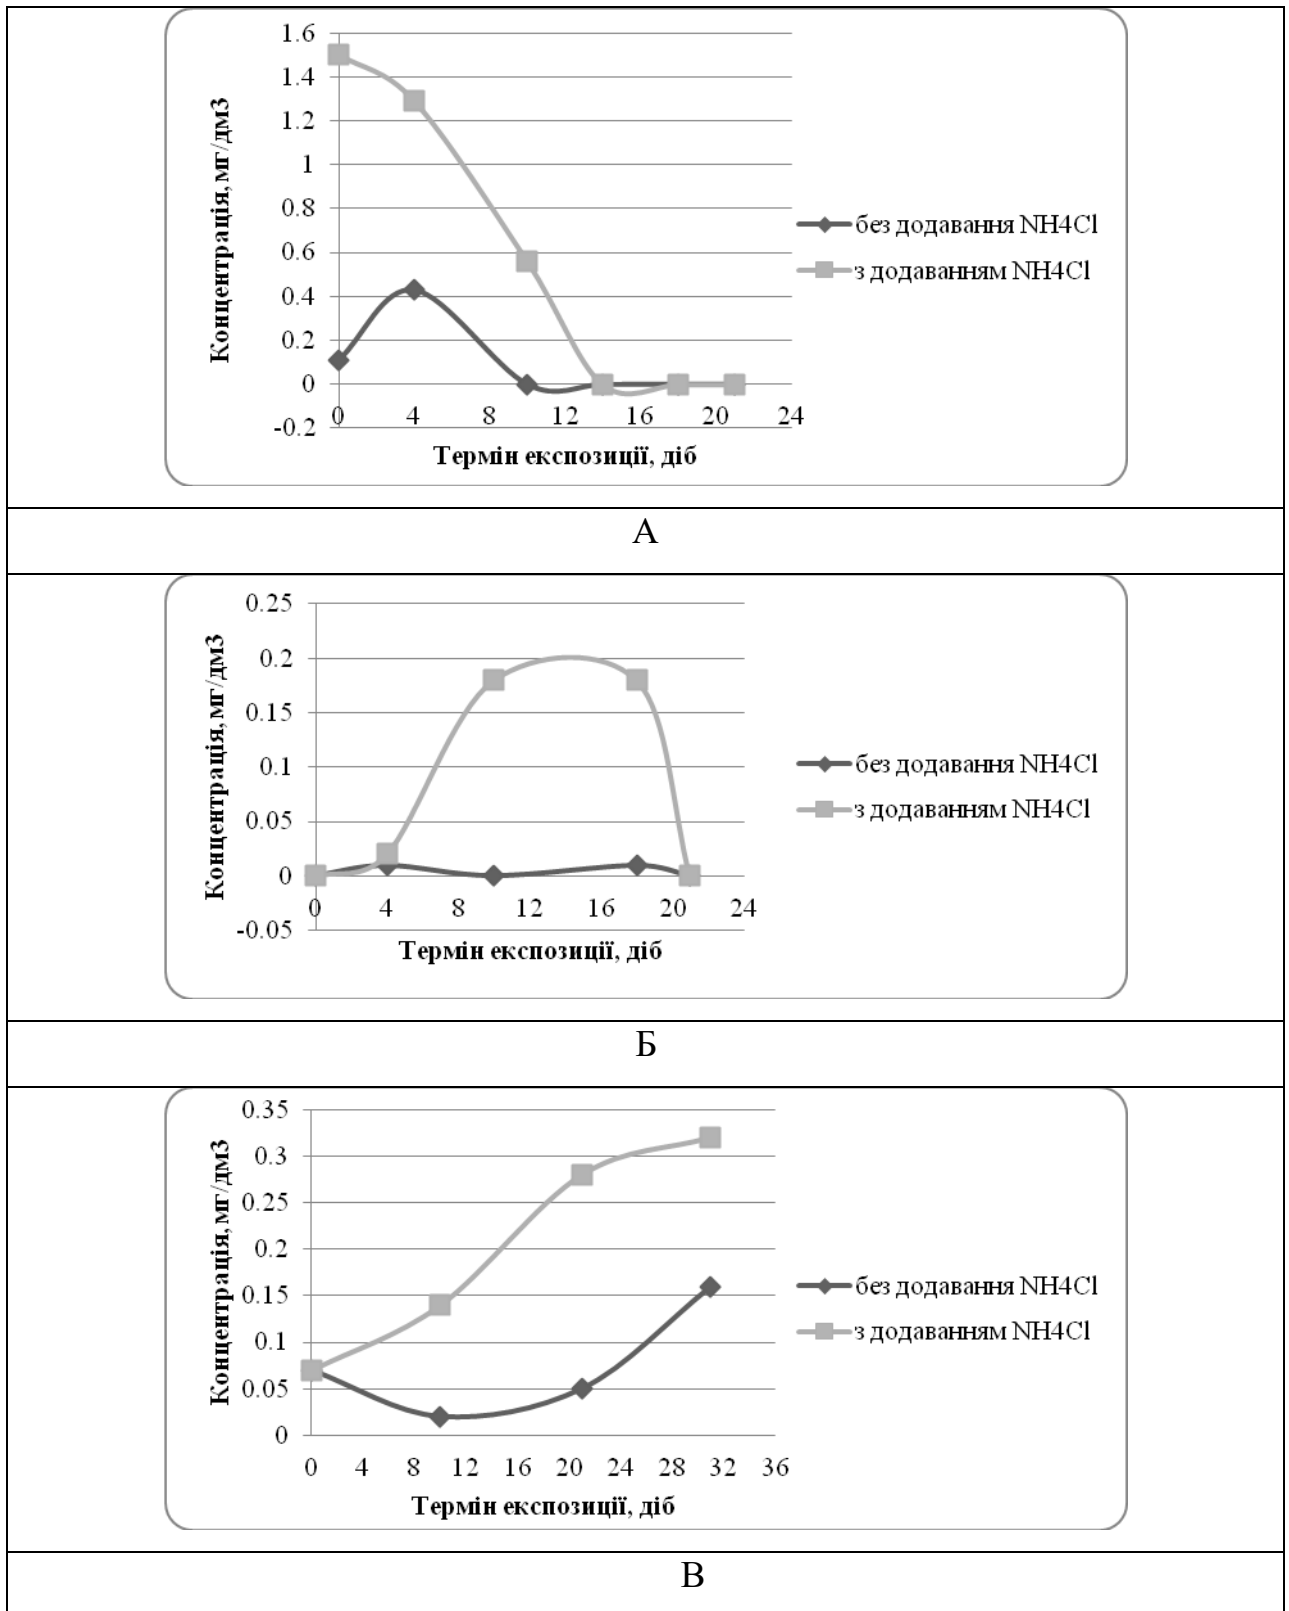 1.6
1.4
1.2
1
0.8
0.6
0.4
0.2
0
-0.2
Концентрація,мг/дм3
0 4 8 12 16 20 24
Термін експозиції, діб
без додавання NH4Cl
з додаванням NH4Cl
А
0.25
0.2
0.15
0.1
0.05
0
-0.05
Концентрація,мг/дм3
0 4 8 12 16 20 24
Термін експозиції, діб
без додавання NH4Cl
з додаванням NH4Cl
Б
0.35
0.3
0.25
0.2
0.15
0.1
0.05
0
Концентрація,мг/дм3
0 4 8 12 16 20 24 28 32 36
Термін експозиції, діб
без додавання NH4Cl
з додаванням NH4Cl
В